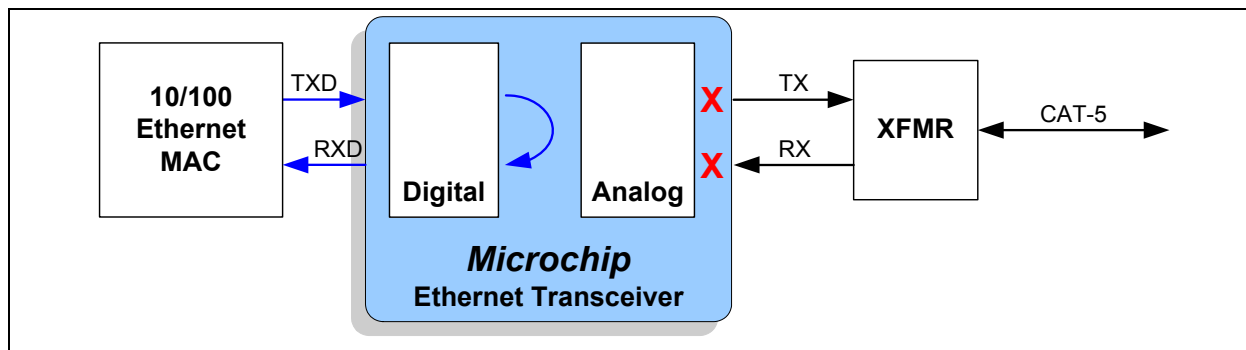 10/100
Ethernet
MAC
TXD
RXD
Digital
Analog
X
X
TX
RX
XFMR
CAT-5
Microchip
Ethernet Transceiver